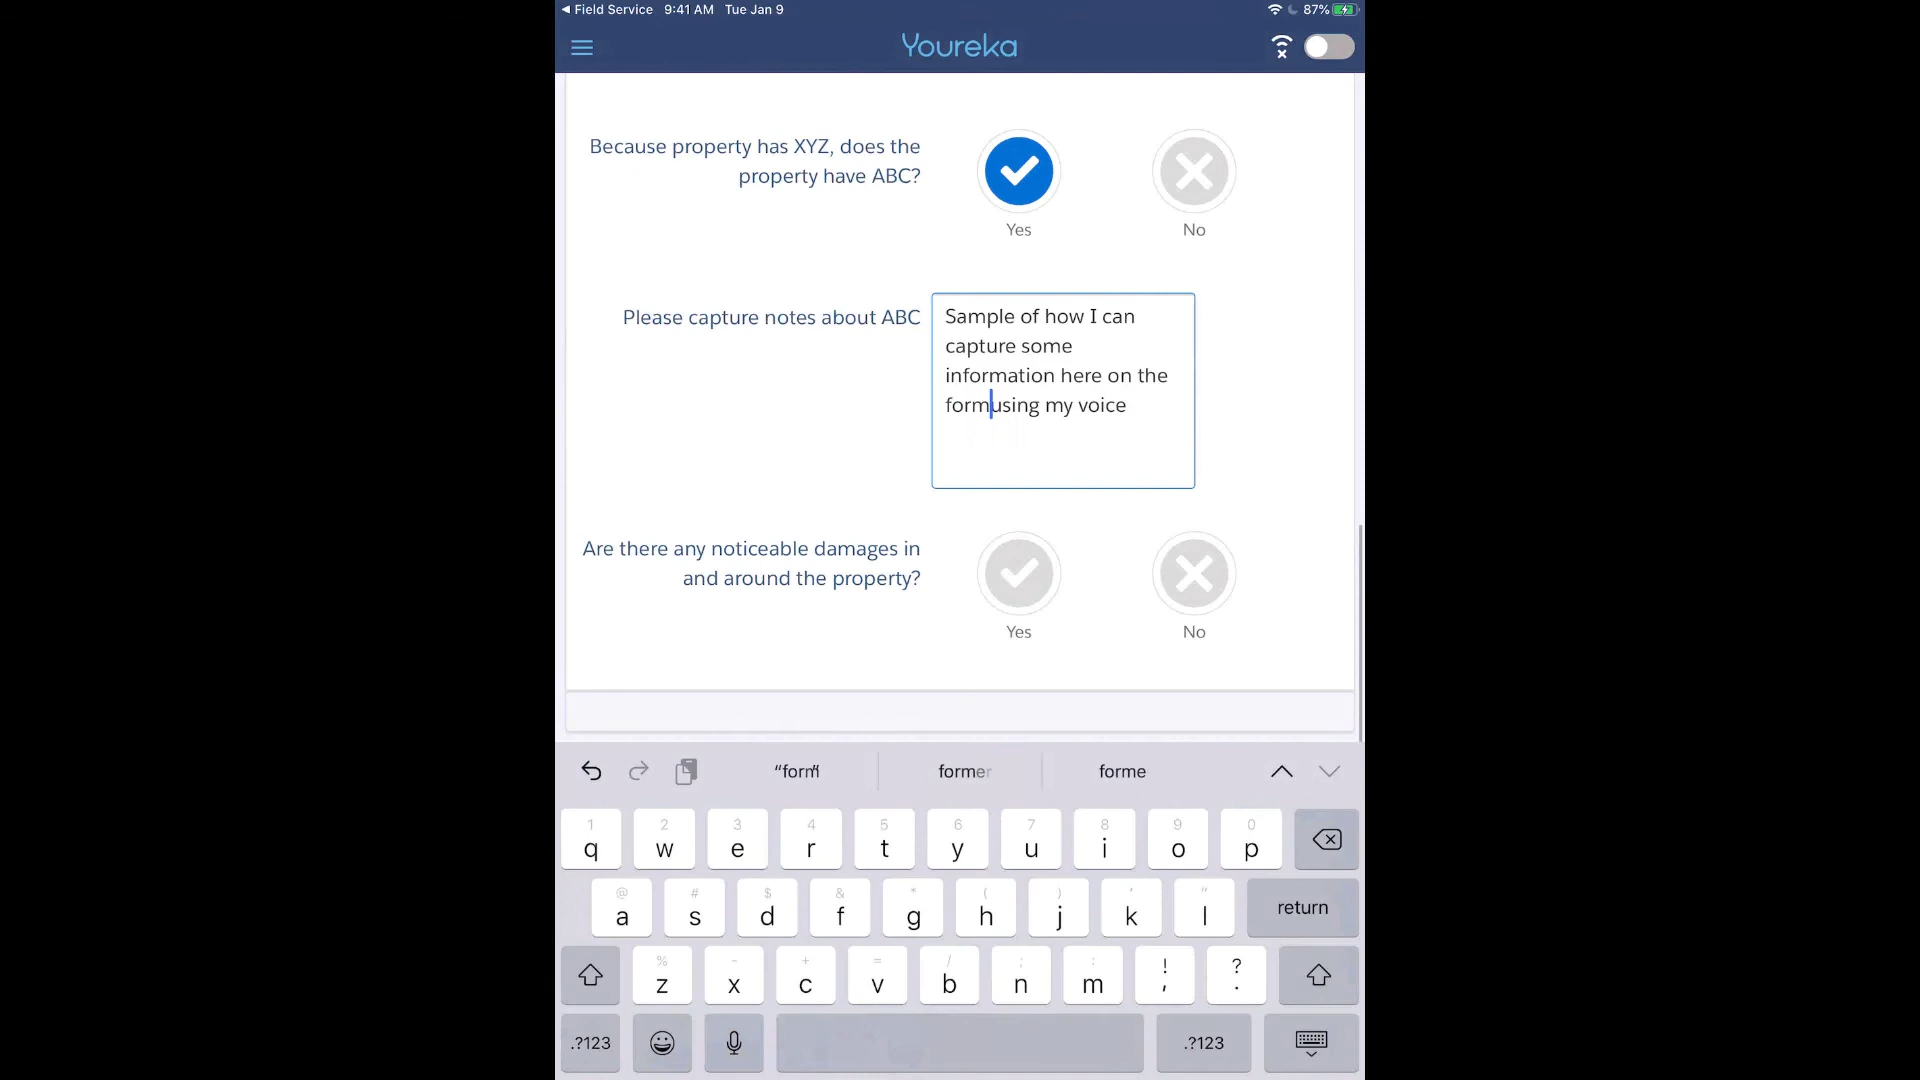 ◀ Field Service 9:41 AM Tue Jan 9 87%
Youreka
Because property has XYZ, does the
property have ABC?
Yes No
Please capture notes about ABC
Sample of how I can
capture some
information here on the
formusing my voice
Are there any noticeable damages in
and around the property?
Yes No
“form“ former forme
1 2 3 4 5 6 7 8 9 0
q w e r t y u i o p
@ # $ & * ( ) ' "
a s d f g h j k l return
% - + = / ; : ! ?
z x c v b n m , .
.?123 .?123